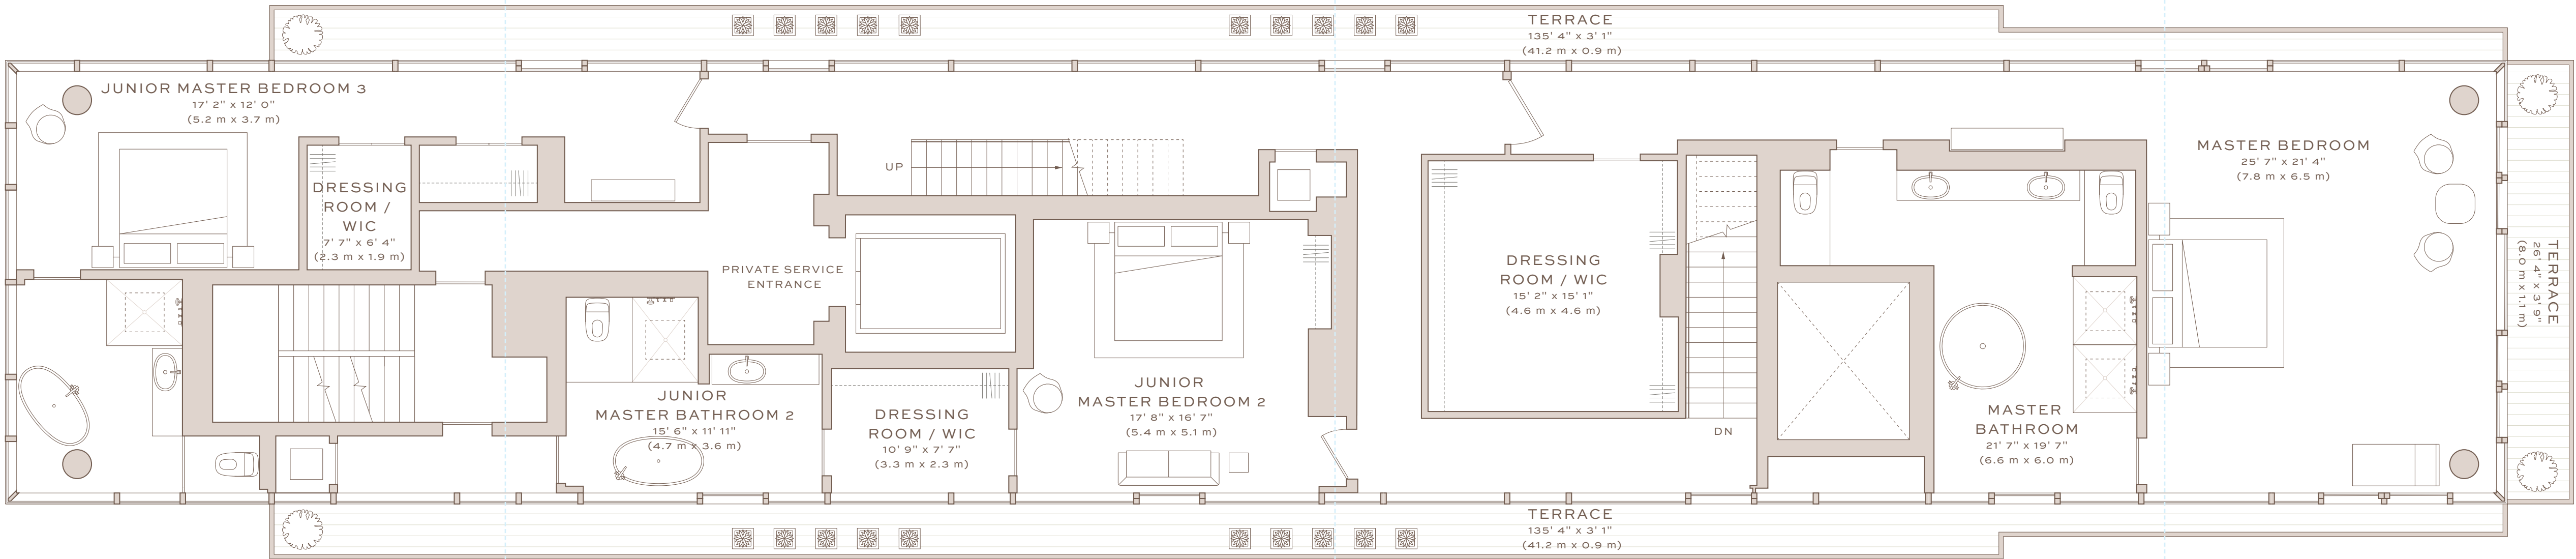 TERRACE
135' 4" x 3' 1"
(41.2 m x 0.9 m)
JUNIOR MASTER BEDROOM 3
17' 2" x 12' 0"
(5.2 m x 3.7 m)
DRESSING
ROOM /
WIC
7' 7" x 6' 4"
(2.3 m x 1.9 m)
UP
PRIVATE SERVICE
ENTRANCE
JUNIOR
MASTER BATHROOM 2
15' 6" x 11' 11"
(4.7 m x 3.6 m)
DRESSING
ROOM / WIC
10' 9" x 7' 7"
(3.3 m x 2.3 m)
JUNIOR
MASTER BEDROOM 2
17' 8" x 16' 7"
(5.4 m x 5.1 m)
DRESSING
ROOM / WIC
15' 2" x 15' 1"
(4.6 m x 4.6 m)
DN
MASTER
BATHROOM
21' 7" x 19' 7"
(6.6 m x 6.0 m)
MASTER BEDROOM
25' 7" x 21' 4"
(7.8 m x 6.5 m)
TERRACE
26' 4" x 3' 9"
(8.0 m x 1.1 m)
TERRACE
135' 4" x 3' 1"
(41.2 m x 0.9 m)